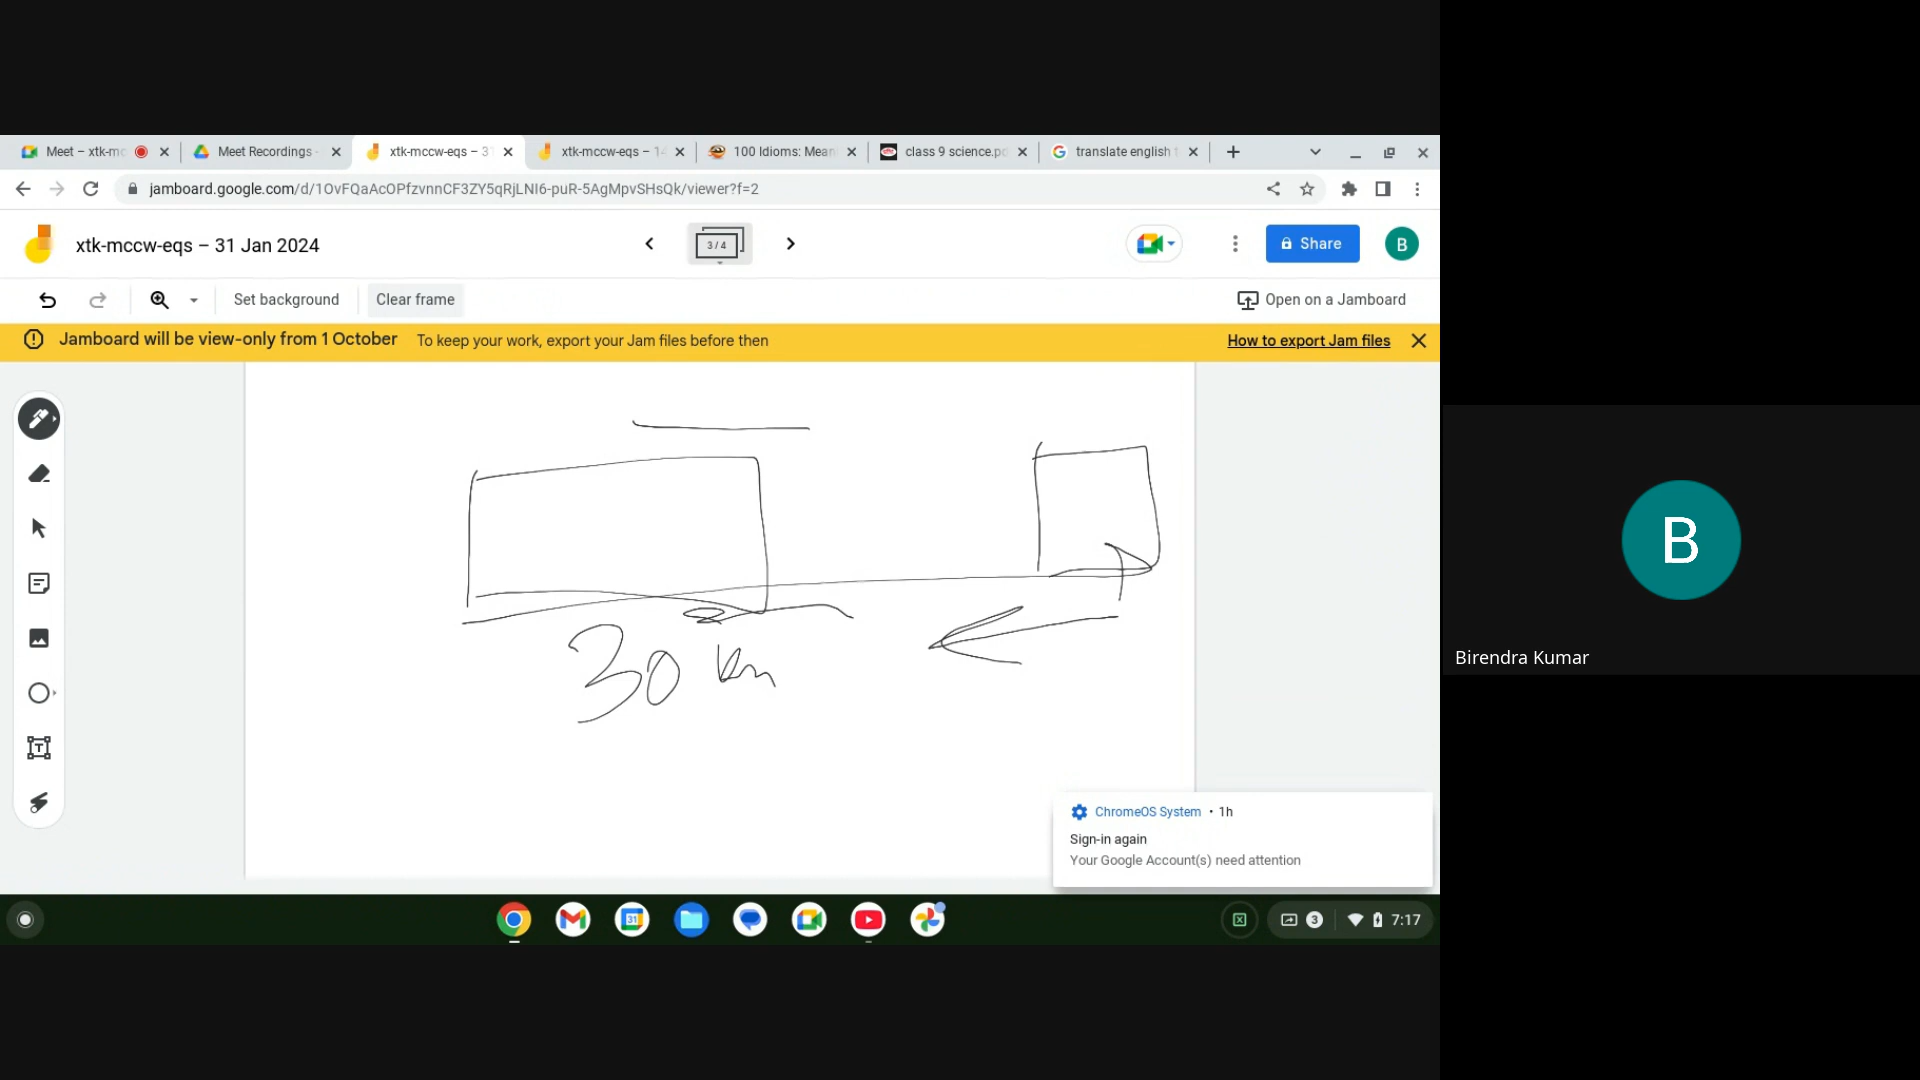 Meet – xtk-mc
Meet Recordings -
xtk-mccw-eqs – 31
xtk-mccw-eqs – 14
100 Idioms: Mean
class 9 science.pd
translate english t
jamboard.google.com/d/1OvFQaAcOPfzvnnCF3ZY5qRjLNI6-puR-5AgMpvSHsQk/viewer?f=2
xtk-mccw-eqs – 31 Jan 2024
3 / 4
Share
B
Set background
Clear frame
Open on a Jamboard
Jamboard will be view-only from 1 October
To keep your work, export your Jam files before then
How to export Jam files
30 km
B
Birendra Kumar
ChromeOS System • 1h
Sign-in again
Your Google Account(s) need attention
31
3
7:17